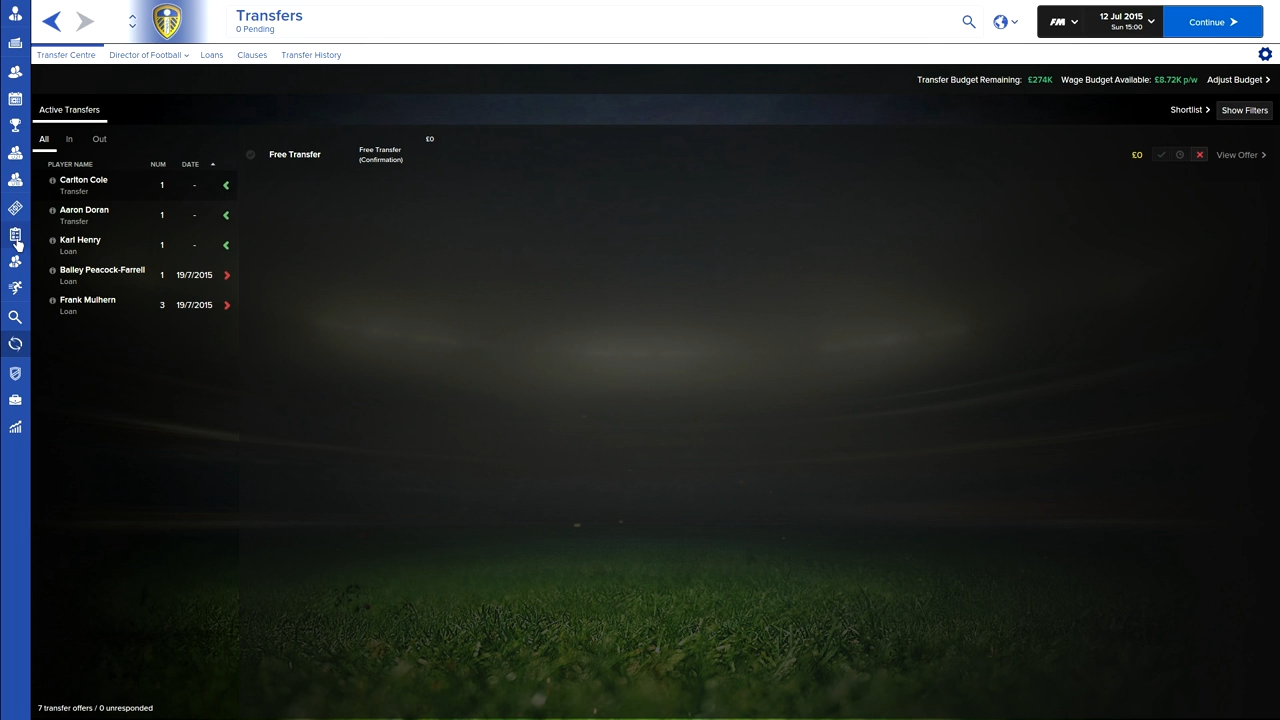 Transfers
0 Pending
FM
12 Jul 2015
Sun 15:00
Continue
Transfer Centre
Director of Football
Loans
Clauses
Transfer History
Transfer Budget Remaining: £274K
Wage Budget Available: £8.72K p/w
Adjust Budget
Active Transfers
Shortlist
Show Filters
All
In
Out
PLAYER NAME
NUM
DATE
Carlton Cole
Transfer
1
-
Aaron Doran
Transfer
1
-
Karl Henry
Loan
1
-
Bailey Peacock-Farrell
Loan
1
19/7/2015
Frank Mulhern
Loan
3
19/7/2015
£0
Free Transfer
Free Transfer
(Confirmation)
£0
View Offer
7 transfer offers / 0 unresponded